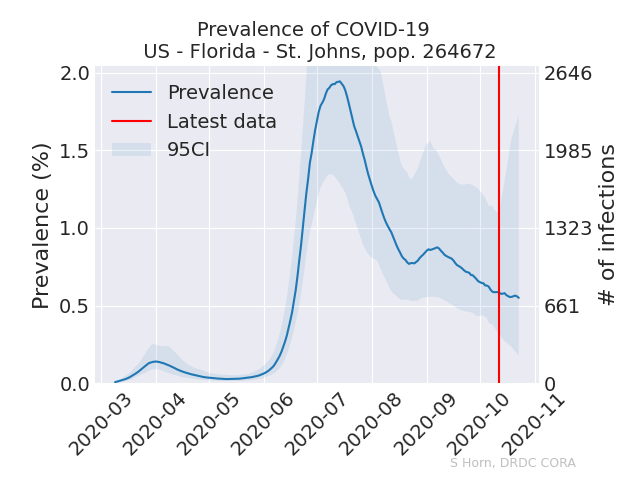 Prevalence of COVID-19
US - Florida - St. Johns, pop. 264672
Prevalence
Latest data
95CI
Prevalence (%)
2.0
1.5
1.0
0.5
0.0
# of infections
2646
1985
1323
661
0
2020-03
2020-04
2020-05
2020-06
2020-07
2020-08
2020-09
2020-10
2020-11
S Horn, DRDC CORA